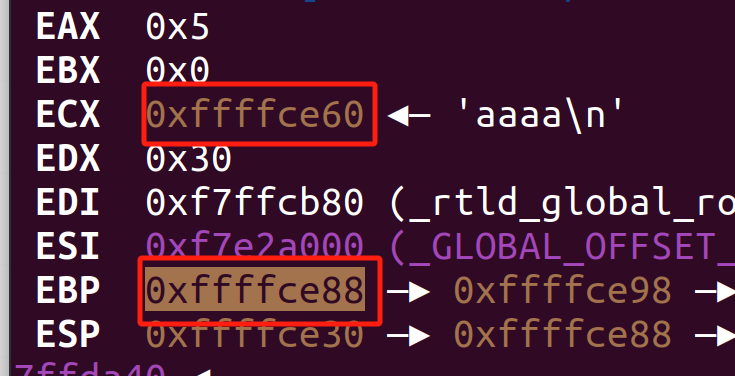 EAX 0x5
EBX 0x0
ECX 0xffffce60 ◂— 'aaaa\n'
EDX 0x30
EDI 0xf7ffcb80 (_rtld_global_ro
ESI 0xf7e2a000 (_GLOBAL_OFFSET_
EBP 0xffffce88 —▸ 0xffffce98 —▸
ESP 0xffffce30 —▸ 0xffffce88 —▸
7ffda40 ◂